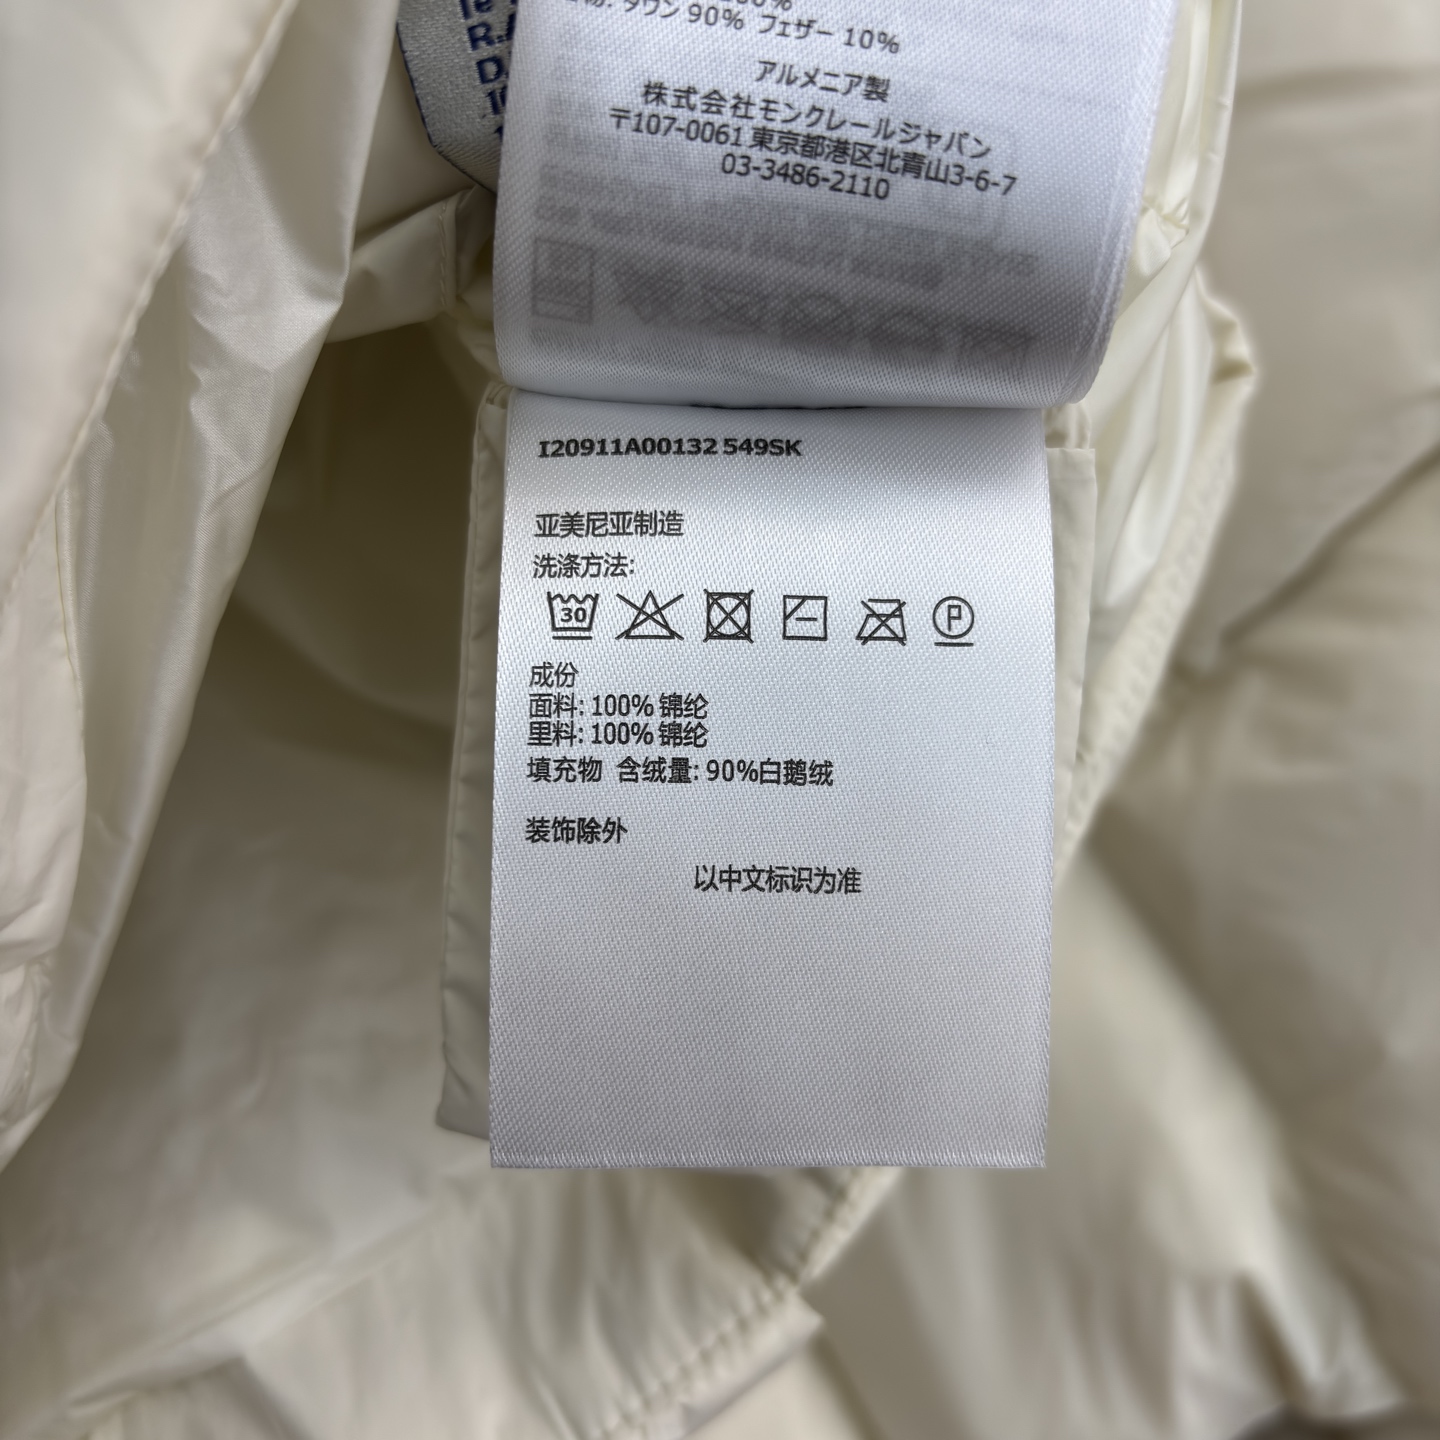 R.
D.
%
ダウン 90% フェザー 10%
アルメニア製
株式会社モンクレールジャパン
〒107-0061 東京都港区北青山3-6-7
03-3486-2110
I20911A00132 549SK
亚美尼亚制造
洗涤方法:
30
P
成份
面料: 100% 锦纶
里料: 100% 锦纶
填充物 含绒量: 90%白鹅绒
装饰除外
以中文标识为准